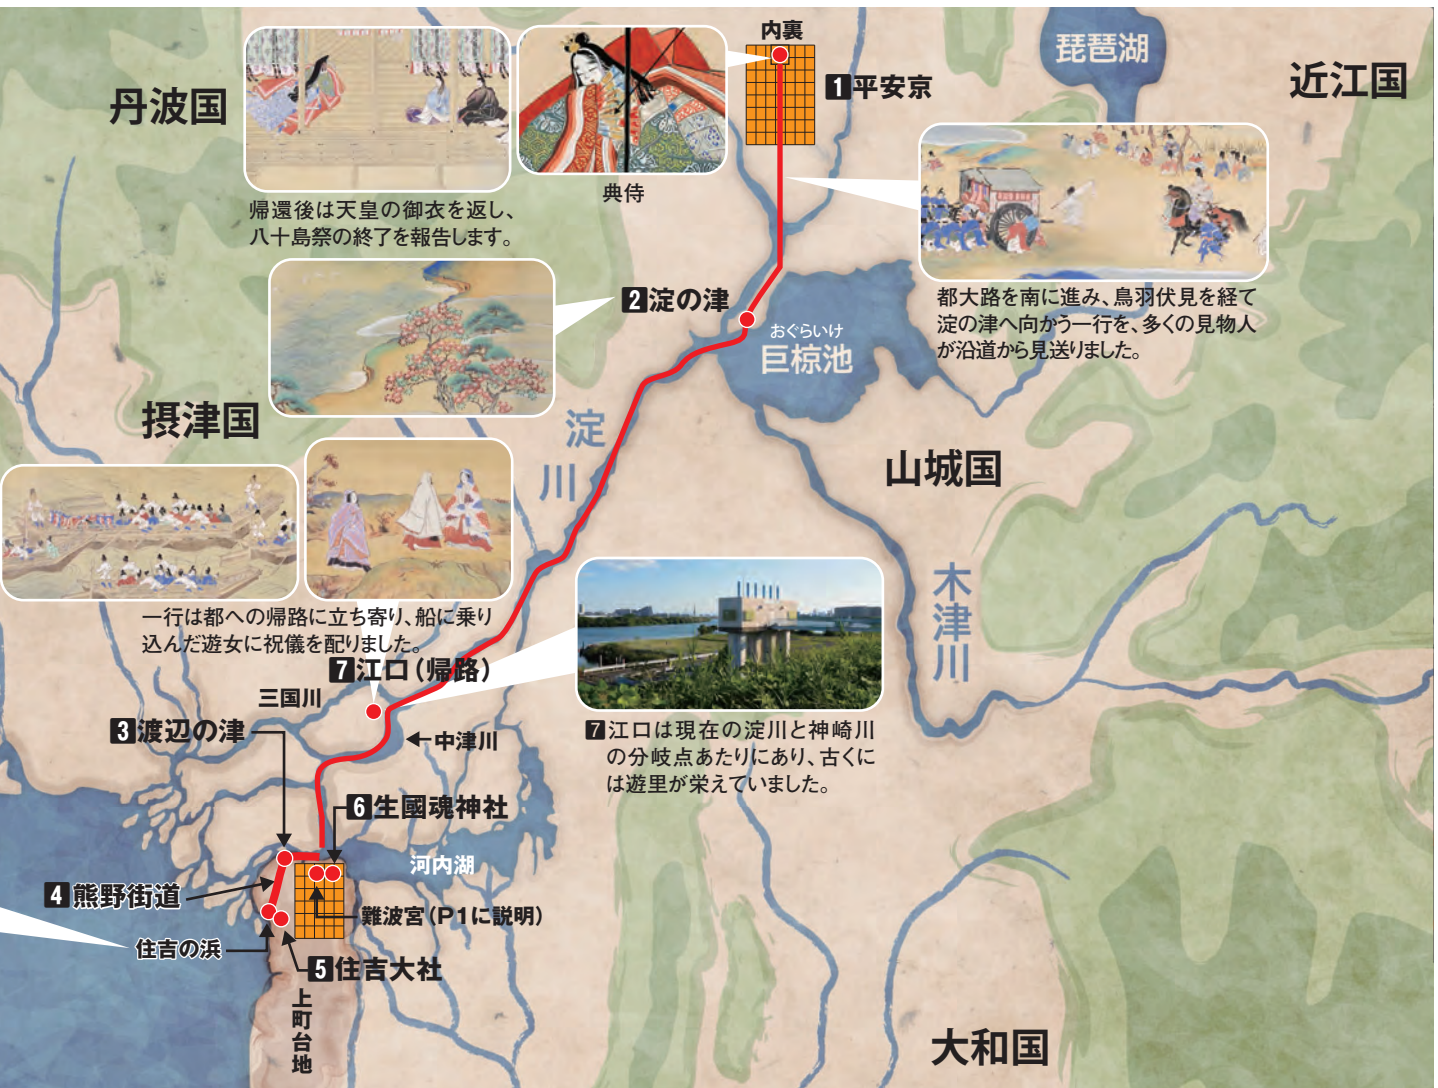 内裏
1平安京
琵琶湖
近江国
丹波国
帰還後は天皇の御衣を返し、
八十島祭の終了を報告します。
典侍
都大路を南に進み、鳥羽伏見を経て
淀の津へ向かう一行を、多くの見物人
が沿道から見送りました。
2淀の津
おぐらいけ
巨椋池
摂津国
淀川
山城国
木津川
一行は都への帰路に立ち寄り、船に乗り
込んだ遊女に祝儀を配りました。
7江口（帰路）
三国川
3渡辺の津
←中津川
7江口は現在の淀川と神崎川
の分岐点あたりにあり、古くに
は遊里が栄えていました。
6生國魂神社
河内湖
4熊野街道
難波宮（P1に説明）
住吉の浜
5住吉大社
上町台地
大和国